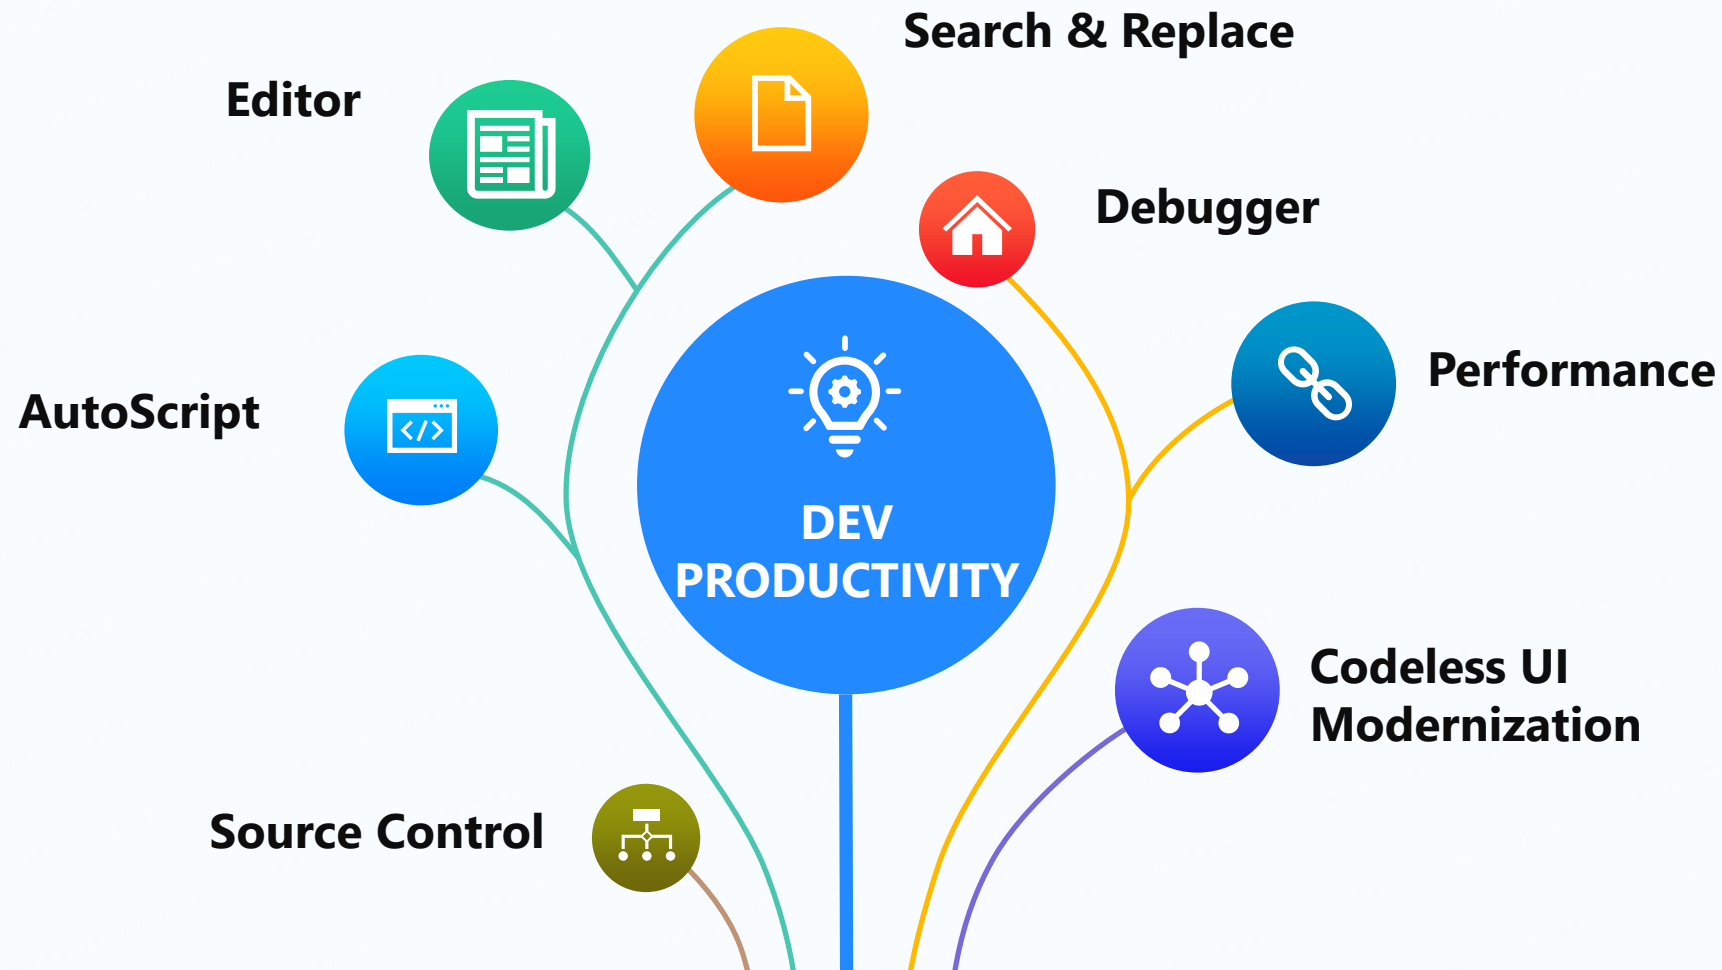 Search & Replace
Editor
Debugger
Performance
AutoScript
</>
DEV
PRODUCTIVITY
Codeless UI
Modernization
Source Control